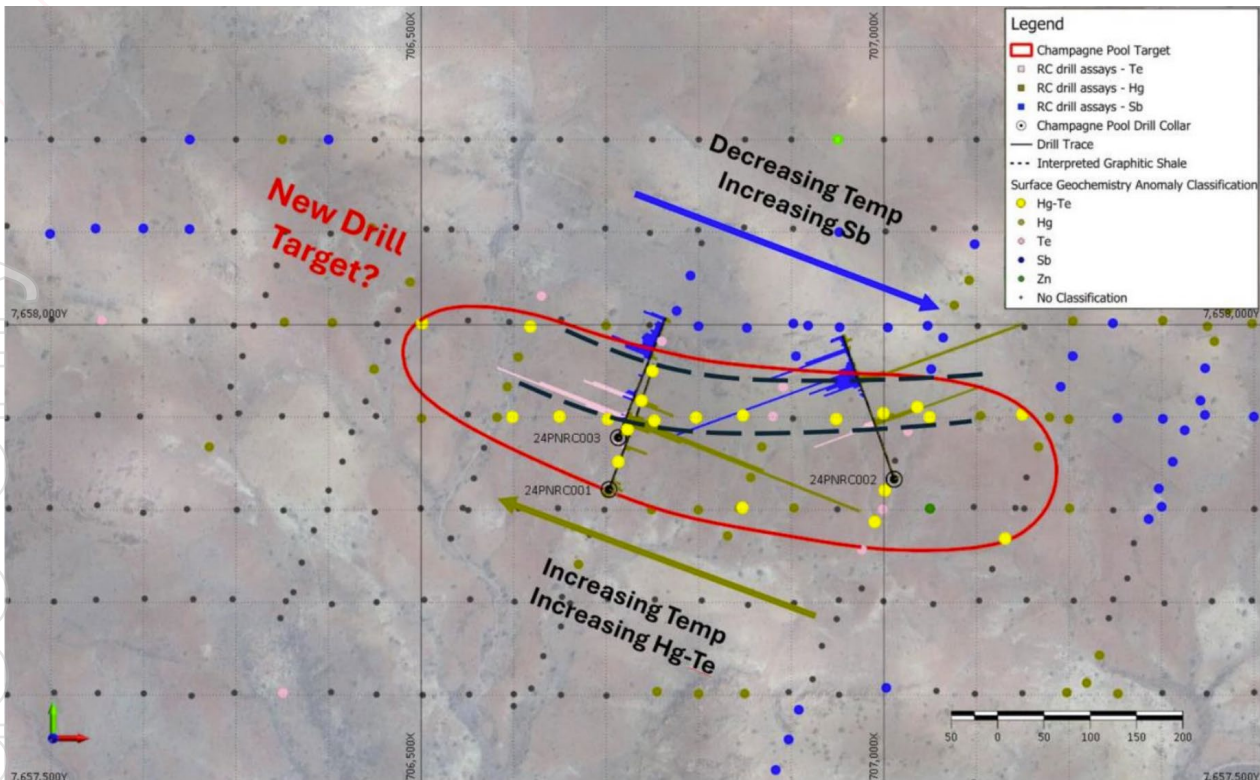 706,500X
707,000X
Legend
Champagne Pool Target
RC drill assays - Te
RC drill assays - Hg
RC drill assays - Sb
Champagne Pool Drill Collar
Drill Trace
Interpreted Graphitic Shale
Surface Geochemistry Anomaly Classification
Hg-Te
Hg
Te
Sb
Zn
No Classification
Decreasing Temp
Increasing Sb
New Drill
Target?
7,658,000Y
7,658,000Y
24PNRC003
24PNRC002
24PNRC001
Increasing Temp
Increasing Hg-Te
706,500X
707,000X
50 0 50 100 150 200
7,657,500Y
7,657,500Y